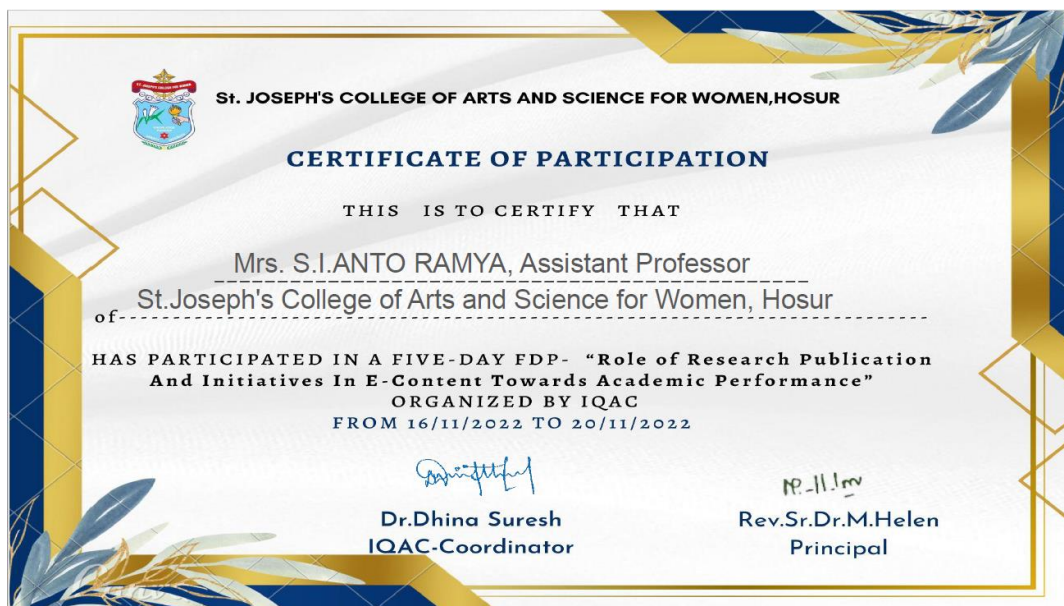 St. JOSEPH'S COLLEGE OF ARTS AND SCIENCE FOR WOMEN,HOSUR
CERTIFICATE OF PARTICIPATION
THIS IS TO CERTIFY THAT
Mrs. S.I.ANTO RAMYA, Assistant Professor
of St.Joseph's College of Arts and Science for Women, Hosur
HAS PARTICIPATED IN A FIVE-DAY FDP- “Role of Research Publication
And Initiatives In E-Content Towards Academic Performance”
ORGANIZED BY IQAC
FROM 16/11/2022 TO 20/11/2022
Dr.Dhina Suresh
IQAC-Coordinator
Rev.Sr.Dr.M.Helen
Principal